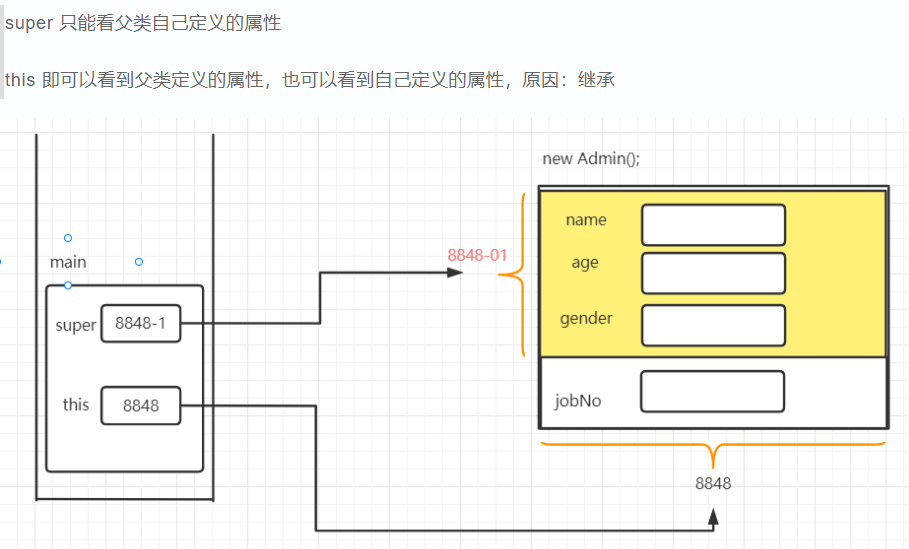 super 只能看父类自己定义的属性
this 即可以看到父类定义的属性，也可以看到自己定义的属性，原因：继承
new Admin();
name
8848-01
main
age
super 8848-1
gender
this 8848
jobNo
8848